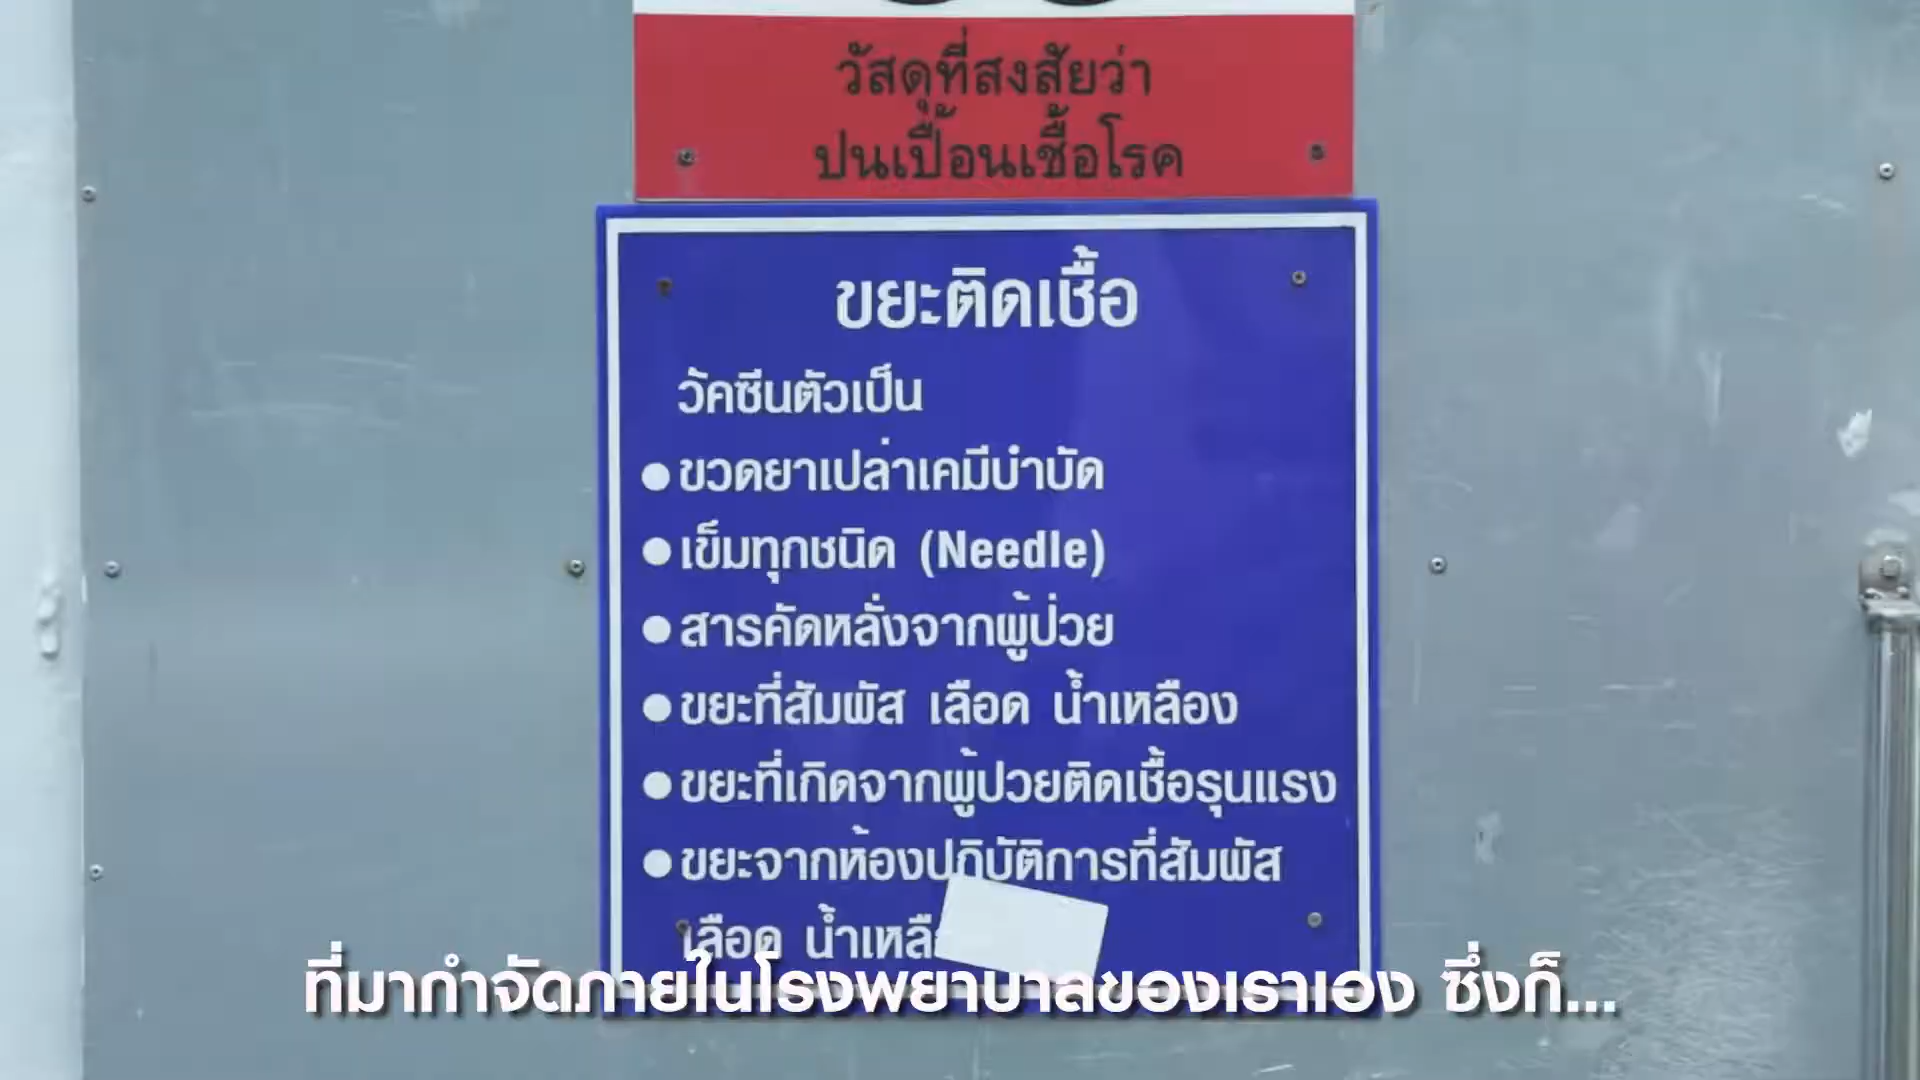 วัสดุที่สงสัยว่า
ปนเปื้อนเชื้อโรค
ขยะติดเชื้อ
วัคซีนตัวเป็น
●ขวดยาเปล่าเคมีบำบัด
●เข็มทุกชนิด (Needle)
●สารคัดหลั่งจากผู้ป่วย
●ขยะที่สัมผัส เลือด น้ำเหลือง
●ขยะที่เกิดจากผู้ปวยติดเชื้อรุนแรง
●ขยะจากห้องปฏิบัติการที่สัมผัส
เลือด
ที่มากำจัดภายในโรงพยาบาลของเราเอง ซึ่งก็...